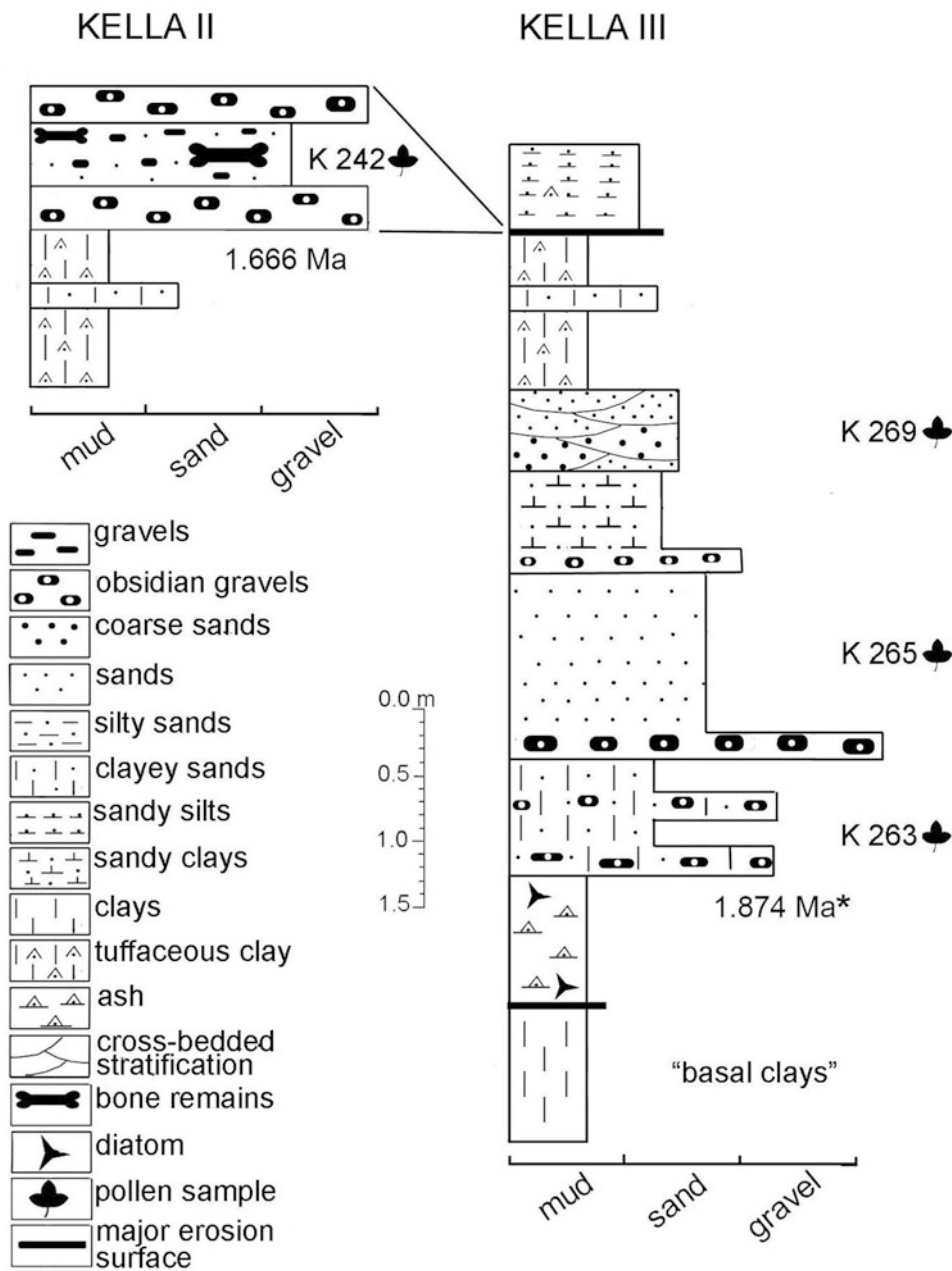 KELLA II
KELLA III
K 242
1.666 Ma
mud
sand
gravel
K 269
K 265
K 263
1.874 Ma*
"basal clays"
mud
sand
gravel
0.0 m
0.5
1.0
1.5
gravels
obsidian gravels
coarse sands
sands
silty sands
clayey sands
sandy silts
sandy clays
clays
tuffaceous clay
ash
cross-bedded
stratification
bone remains
diatom
pollen sample
major erosion
surface